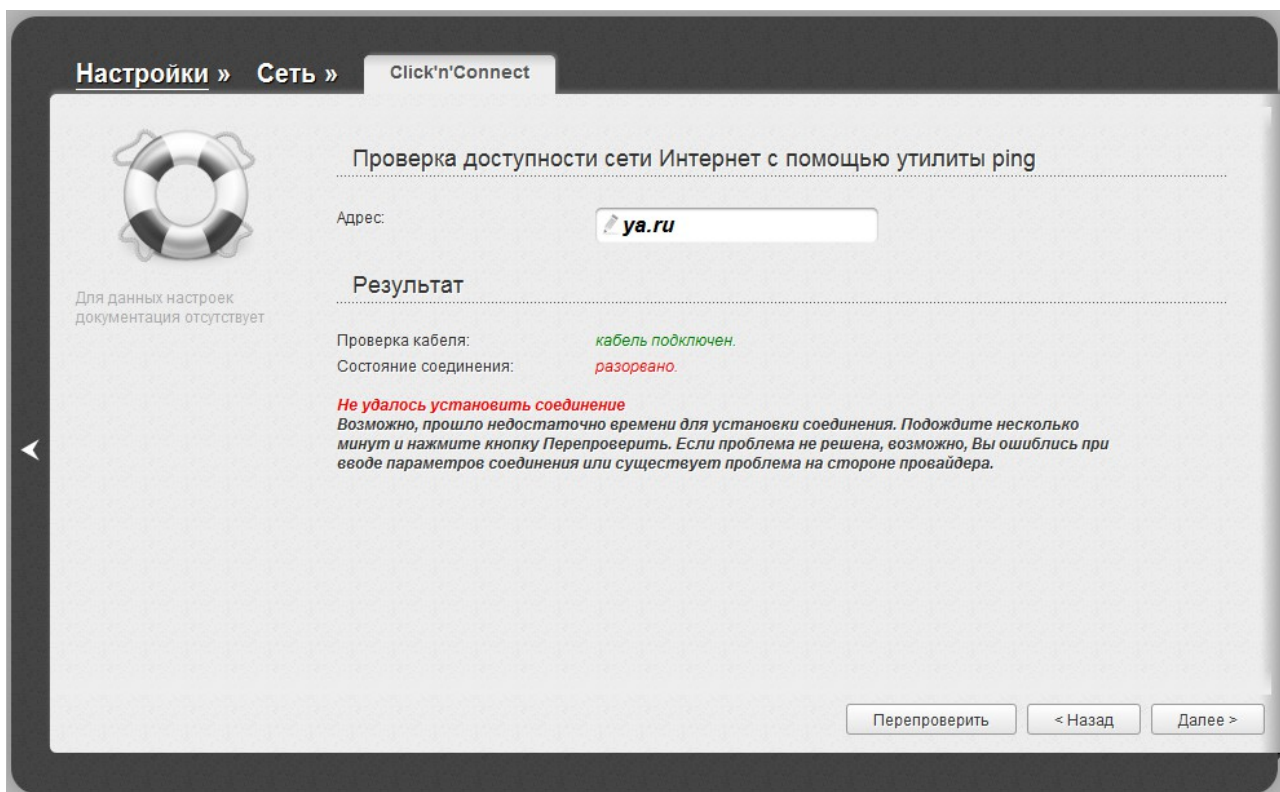 Настройки » Сеть » Click'n'Connect
Для данных настроек
документация отсутствует
Проверка доступности сети Интернет с помощью утилиты ping
Адрес: ya.ru
Результат
Проверка кабеля: кабель подключен.
Состояние соединения: разорвано.
Не удалось установить соединение
Возможно, прошло недостаточно времени для установки соединения. Подождите несколько
минут и нажмите кнопку Перепроверить. Если проблема не решена, возможно, Вы ошиблись при
вводе параметров соединения или существует проблема на стороне провайдера.
Перепроверить < Назад Далее >